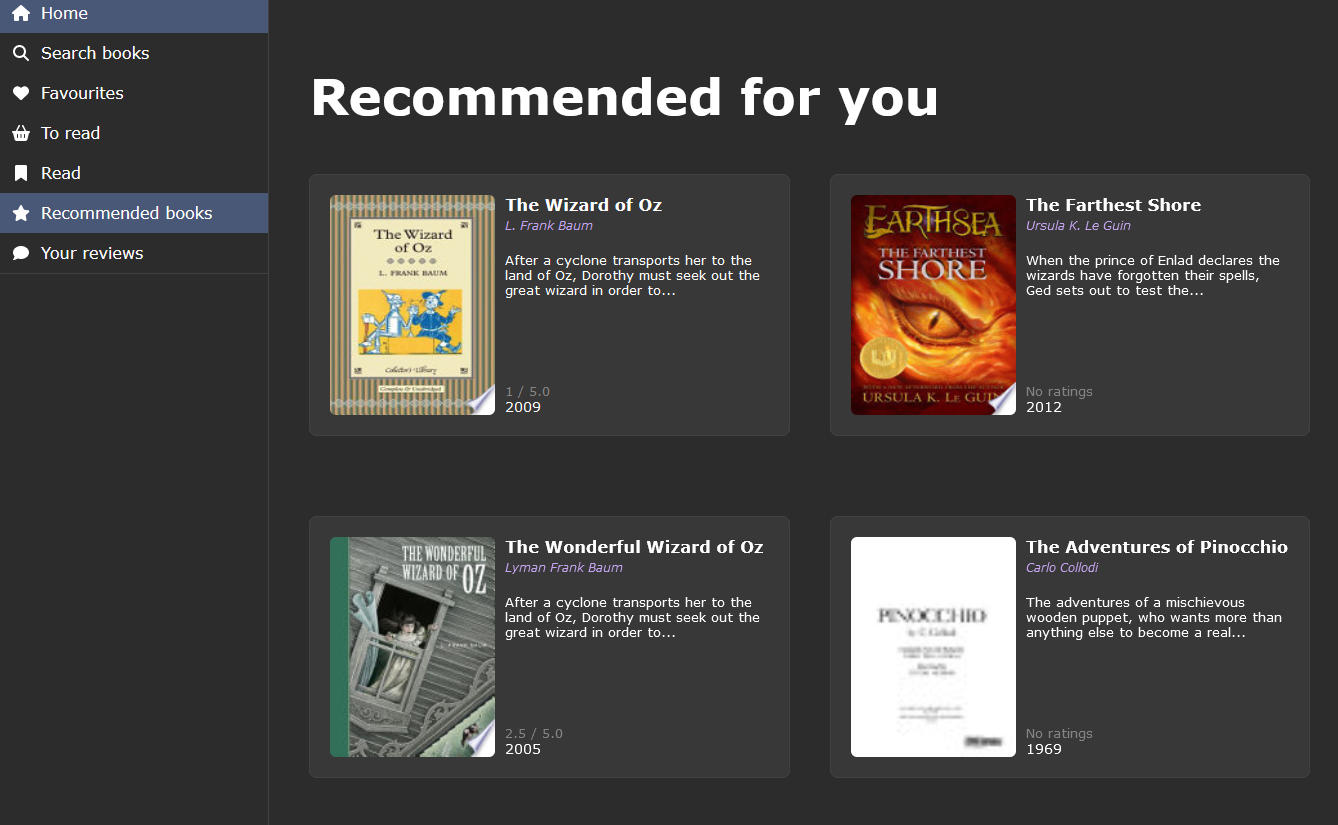 Home
Search books
Favourites
To read
Read
Recommended books
Your reviews
Recommended for you
The Wizard
of Oz
L. FRANK BAUM
Collector's Library
Complete & Unabridged
The Wizard of Oz
L. Frank Baum
After a cyclone transports her to the
land of Oz, Dorothy must seek out the
great wizard in order to...
1 / 5.0
2009
EARTHSEA
THE FARTHEST
SHORE
WITH A NEW AFTERWORD FROM THE AUTHOR
URSULA K. LE GUIN
The Farthest Shore
Ursula K. Le Guin
When the prince of Enlad declares the
wizards have forgotten their spells,
Ged sets out to test the...
No ratings
2012
THE WONDERFUL
WIZARD OF OZ
L. FRANK BAUM
The Wonderful Wizard of Oz
Lyman Frank Baum
After a cyclone transports her to the
land of Oz, Dorothy must seek out the
great wizard in order to...
2.5 / 5.0
2005
PINOCCHIO
by C. Collodi
The Adventures of Pinocchio
Carlo Collodi
The adventures of a mischievous
wooden puppet, who wants more than
anything else to become a real...
No ratings
1969